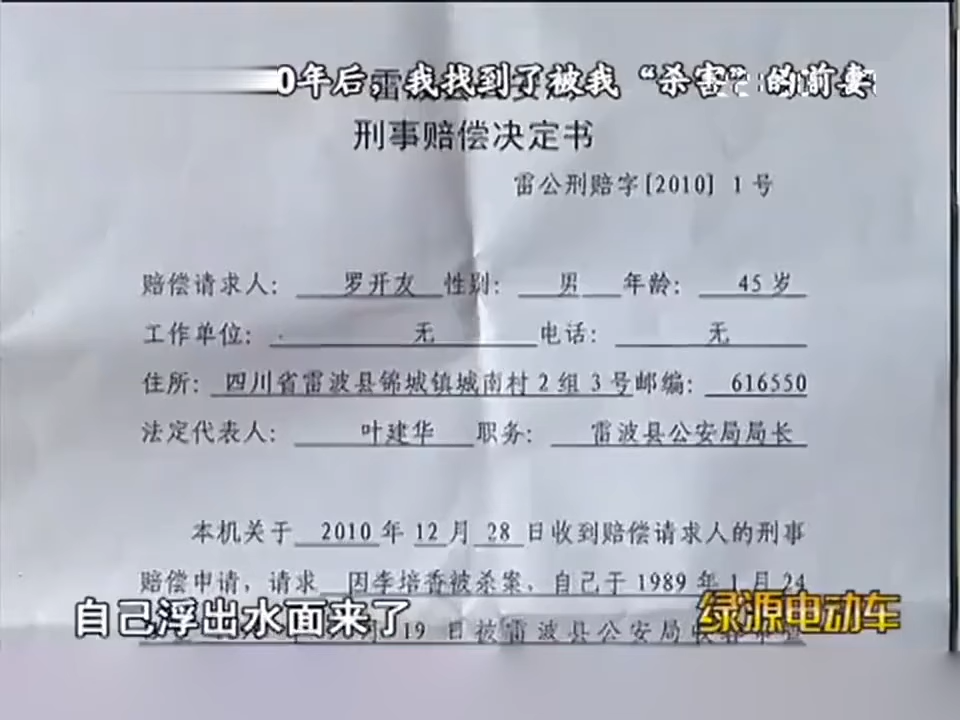 0年后，我找到了被我“杀害”的前妻
刑事赔偿决定书
雷公刑赔字[2010] 1号
赔偿请求人： 罗开友 性别： 男 年龄： 45岁
工作单位： 无 电话： 无
住所：四川省雷波县锦城镇城南村2组3号邮编： 616550
法定代表人： 叶建华 职务： 雷波县公安局局长
本机关于 2010 年 12 月 28 日收到赔偿请求人的刑事
赔偿申请，请求 因李培香被杀案，自己于1989年1月24
自己浮出水面来了
绿源电动车
月19日被雷波县公安局收容审查